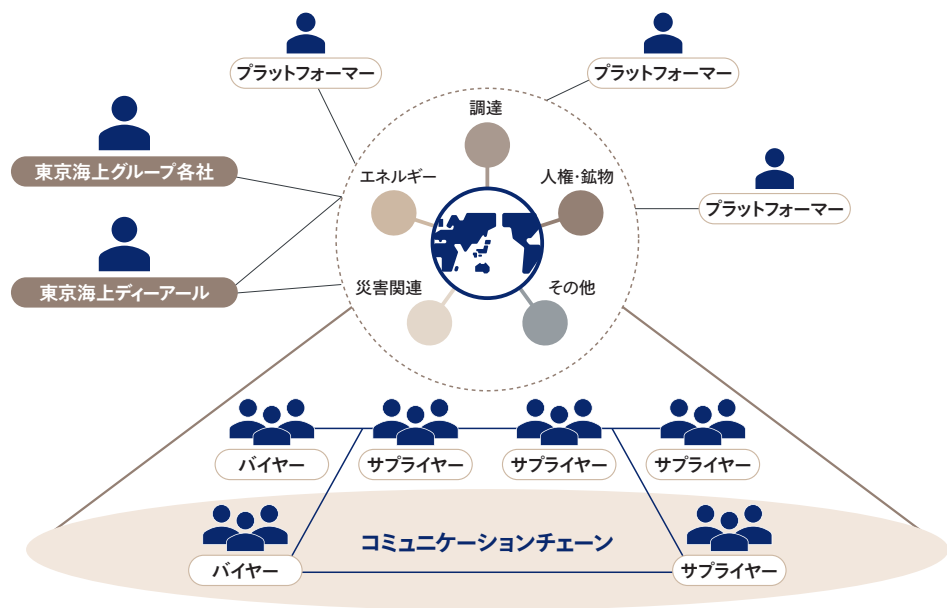 プラットフォーマー
プラットフォーマー
調達
東京海上グループ各社
エネルギー
人権・鉱物
プラットフォーマー
東京海上ディーアール
災害関連
その他
バイヤー
サプライヤー
サプライヤー
サプライヤー
コミュニケーションチェーン
バイヤー
サプライヤー